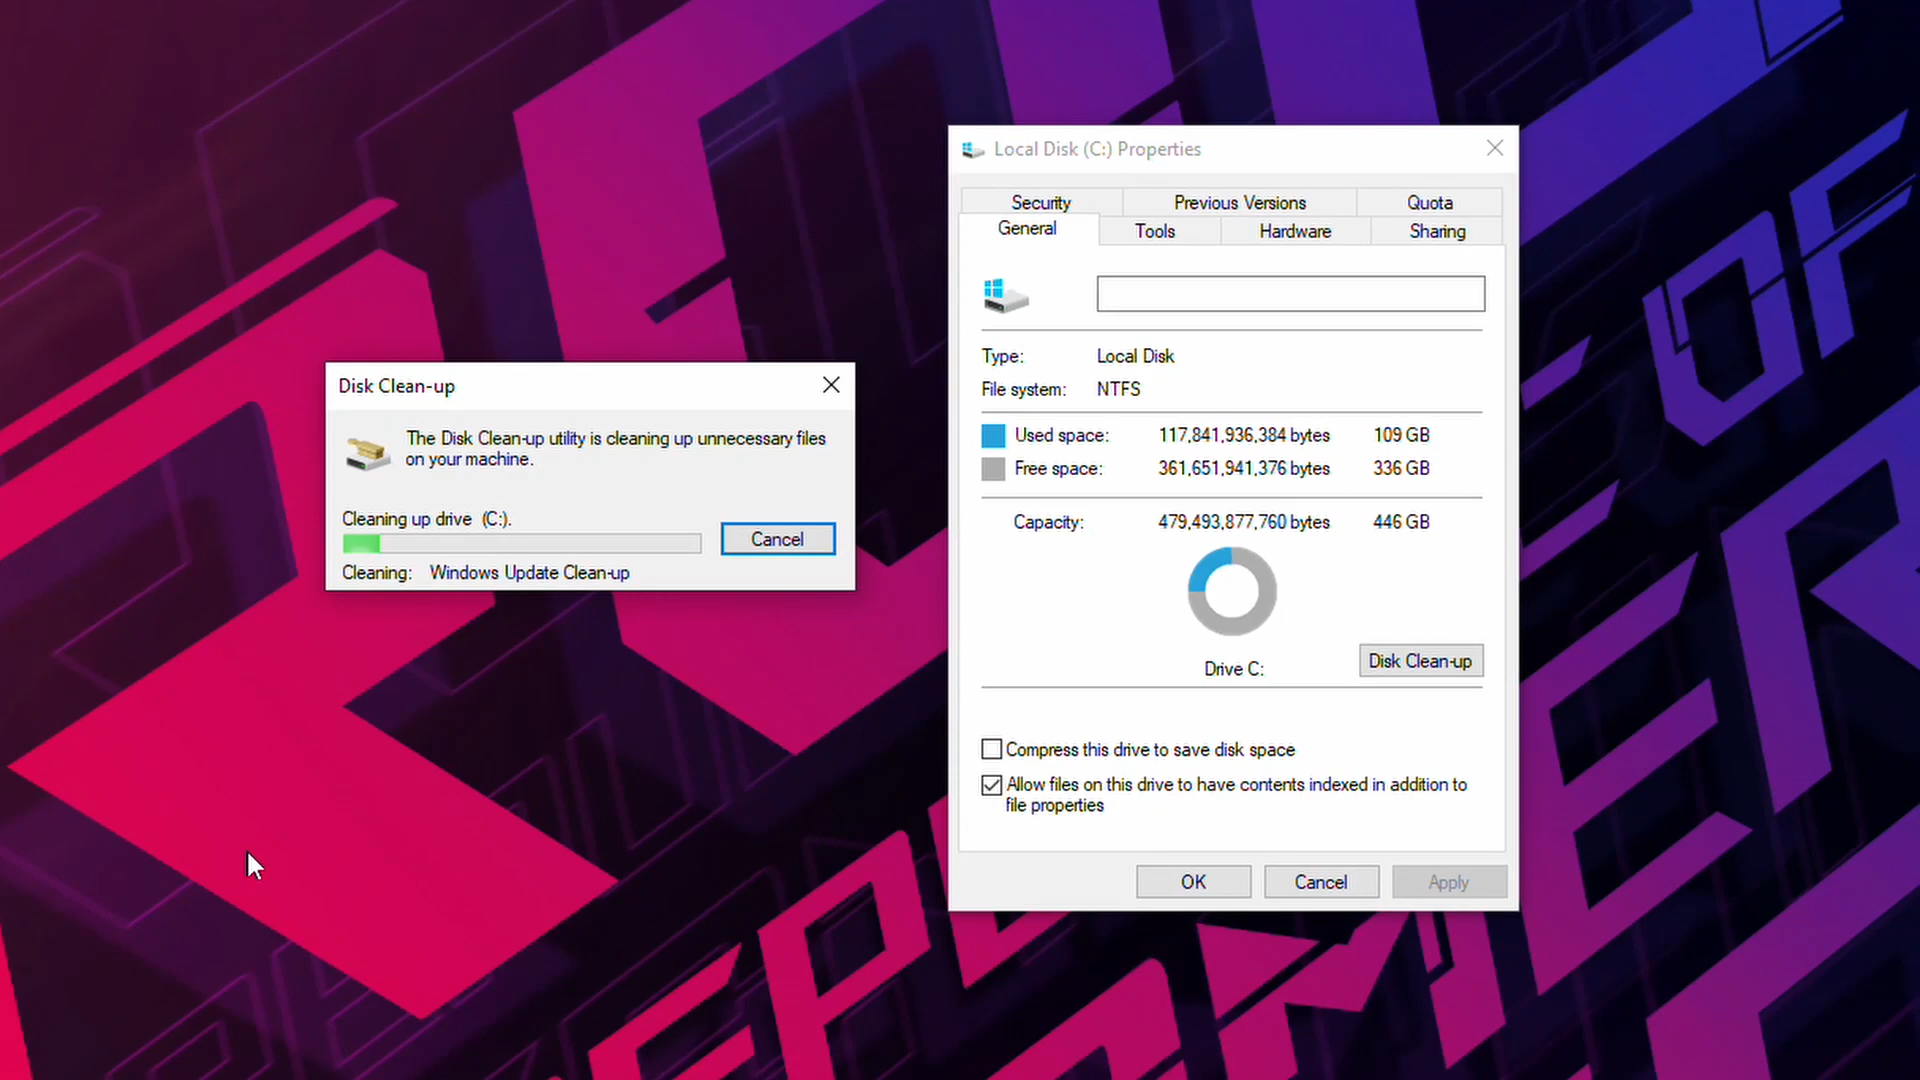 Disk Clean-up
The Disk Clean-up utility is cleaning up unnecessary files
on your machine.
Cleaning up drive (C:).
Cancel
Cleaning: Windows Update Clean-up
Local Disk (C:) Properties
Security Previous Versions Quota
General Tools Hardware Sharing
Type: Local Disk
File system: NTFS
Used space: 117,841,936,384 bytes 109 GB
Free space: 361,651,941,376 bytes 336 GB
Capacity: 479,493,877,760 bytes 446 GB
Drive C:
Disk Clean-up
Compress this drive to save disk space
Allow files on this drive to have contents indexed in addition to
file properties
OK Cancel Apply